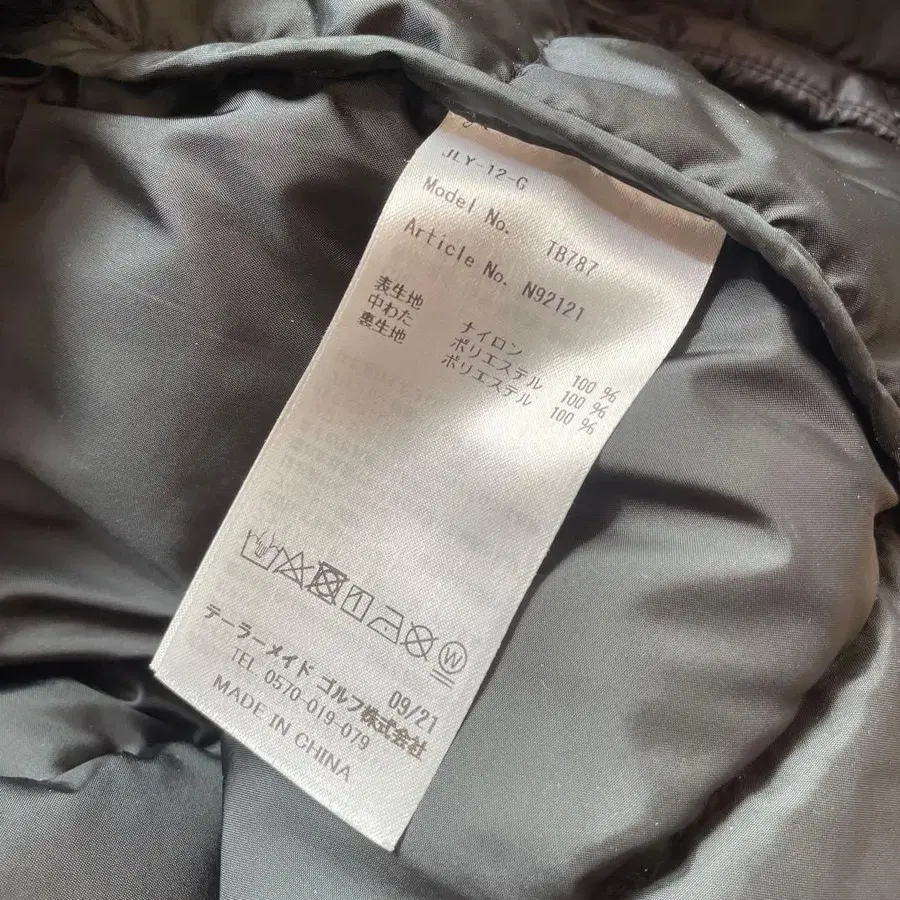 JLY-12-G
Model No. TB787
Article No. N92121
表生地 ナイロン 100 %
中わた ポリエステル 100 %
裏生地 ポリエステル 100 %
W
09/21
テーラーメイド ゴルフ株式会社
TEL 0570-019-079
MADE IN CHINA